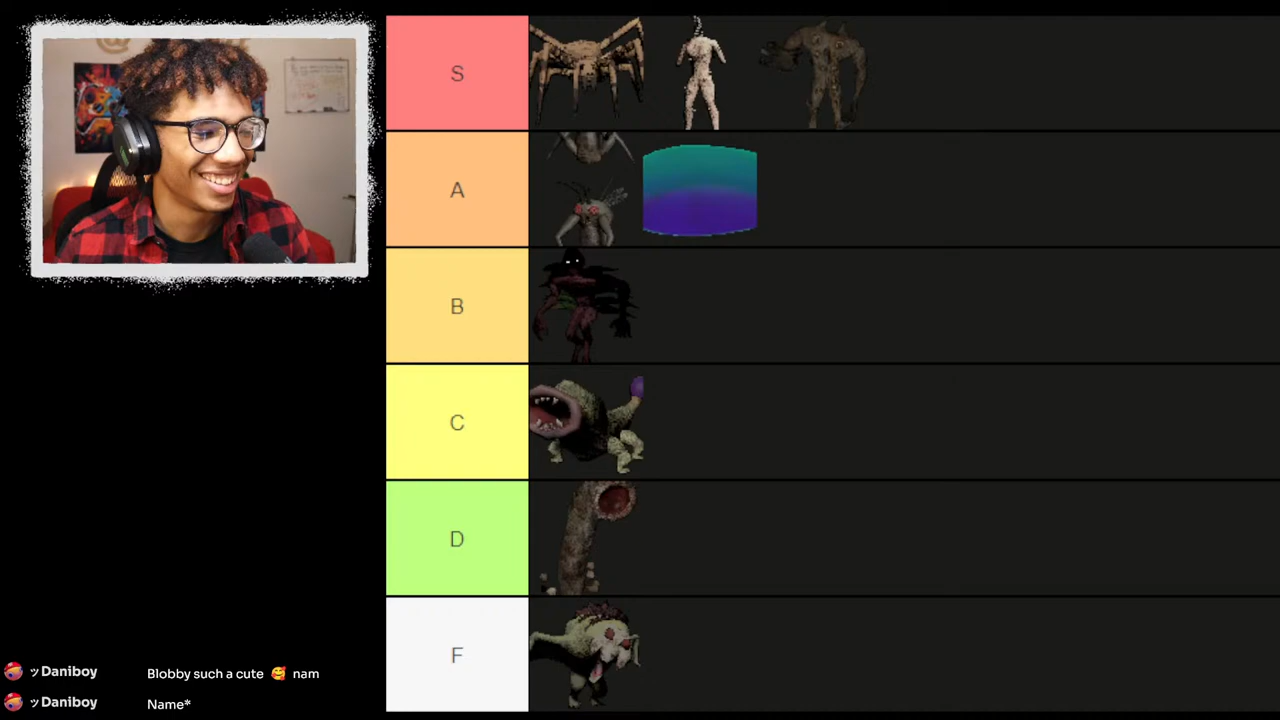 S
A
B
C
D
F
ッDaniboy Blobby such a cute 🥰 nam
ッDaniboy Name*